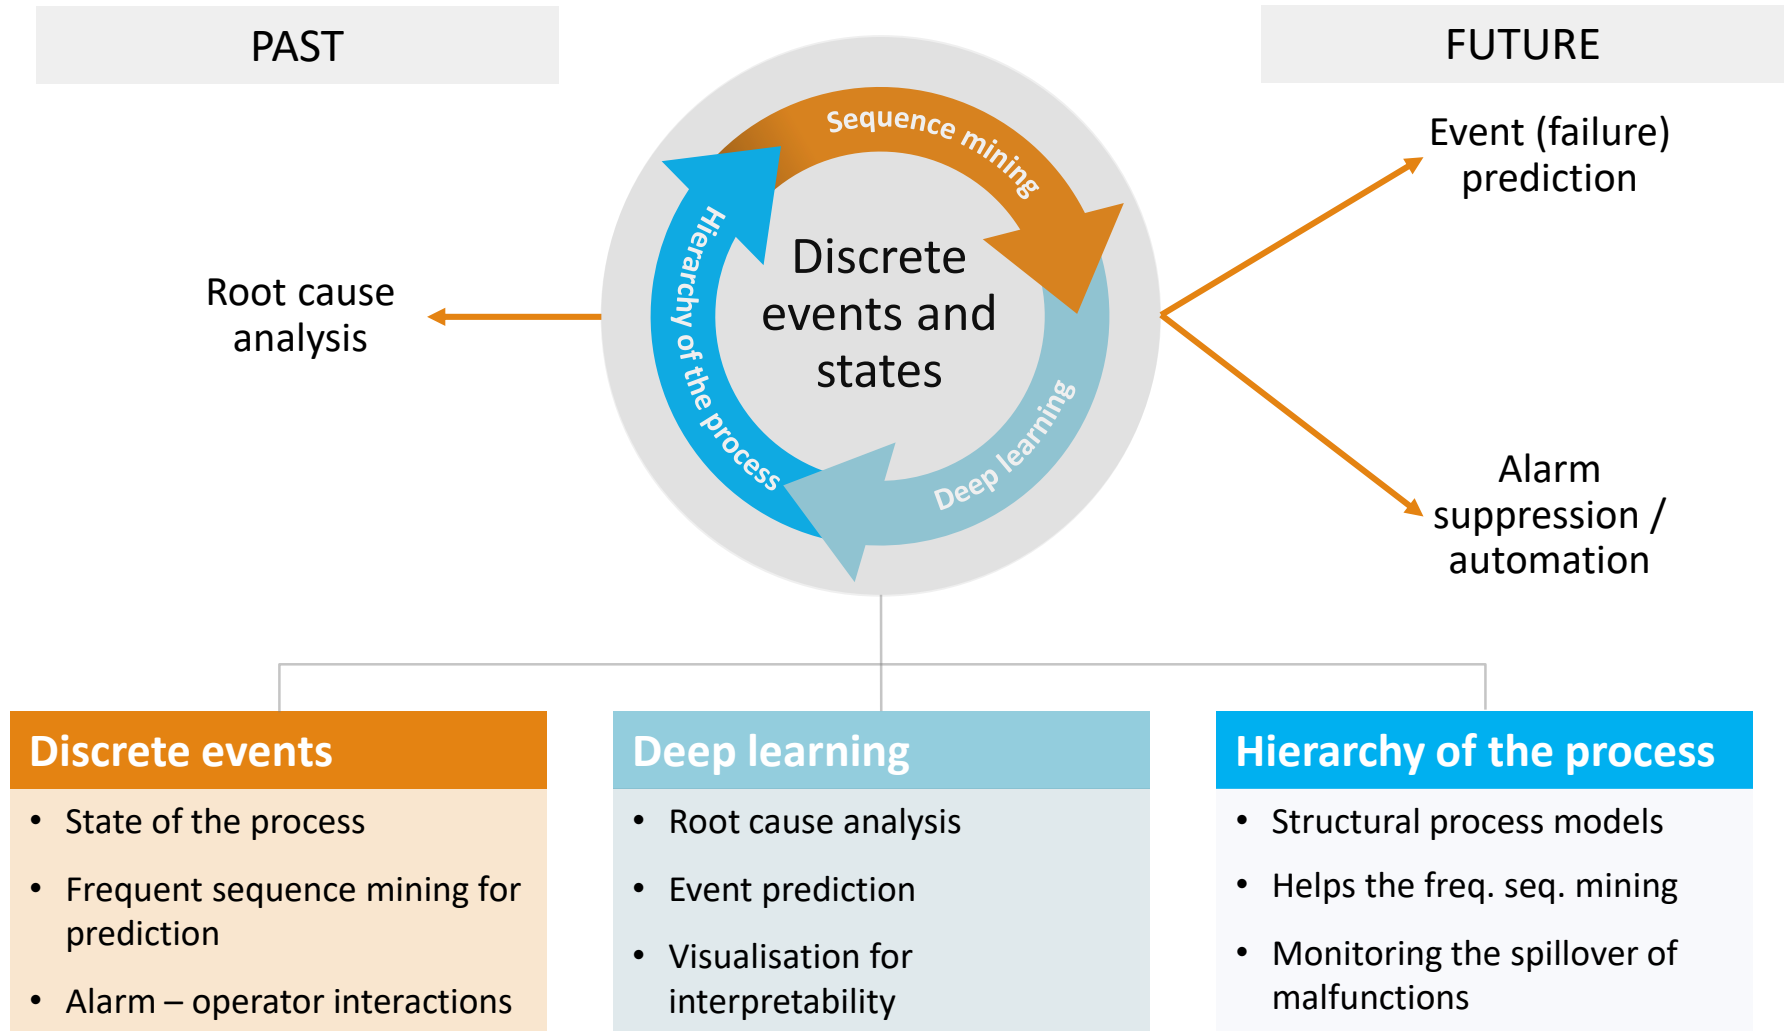 PAST
FUTURE
Sequence mining
Hierarchy of the process
Deep learning
Discrete
events and
states
Root cause
analysis
Event (failure)
prediction
Alarm
suppression /
automation
Discrete events
• State of the process
• Frequent sequence mining for
prediction
• Alarm – operator interactions
Deep learning
• Root cause analysis
• Event prediction
• Visualisation for
interpretability
Hierarchy of the process
• Structural process models
• Helps the freq. seq. mining
• Monitoring the spillover of
malfunctions